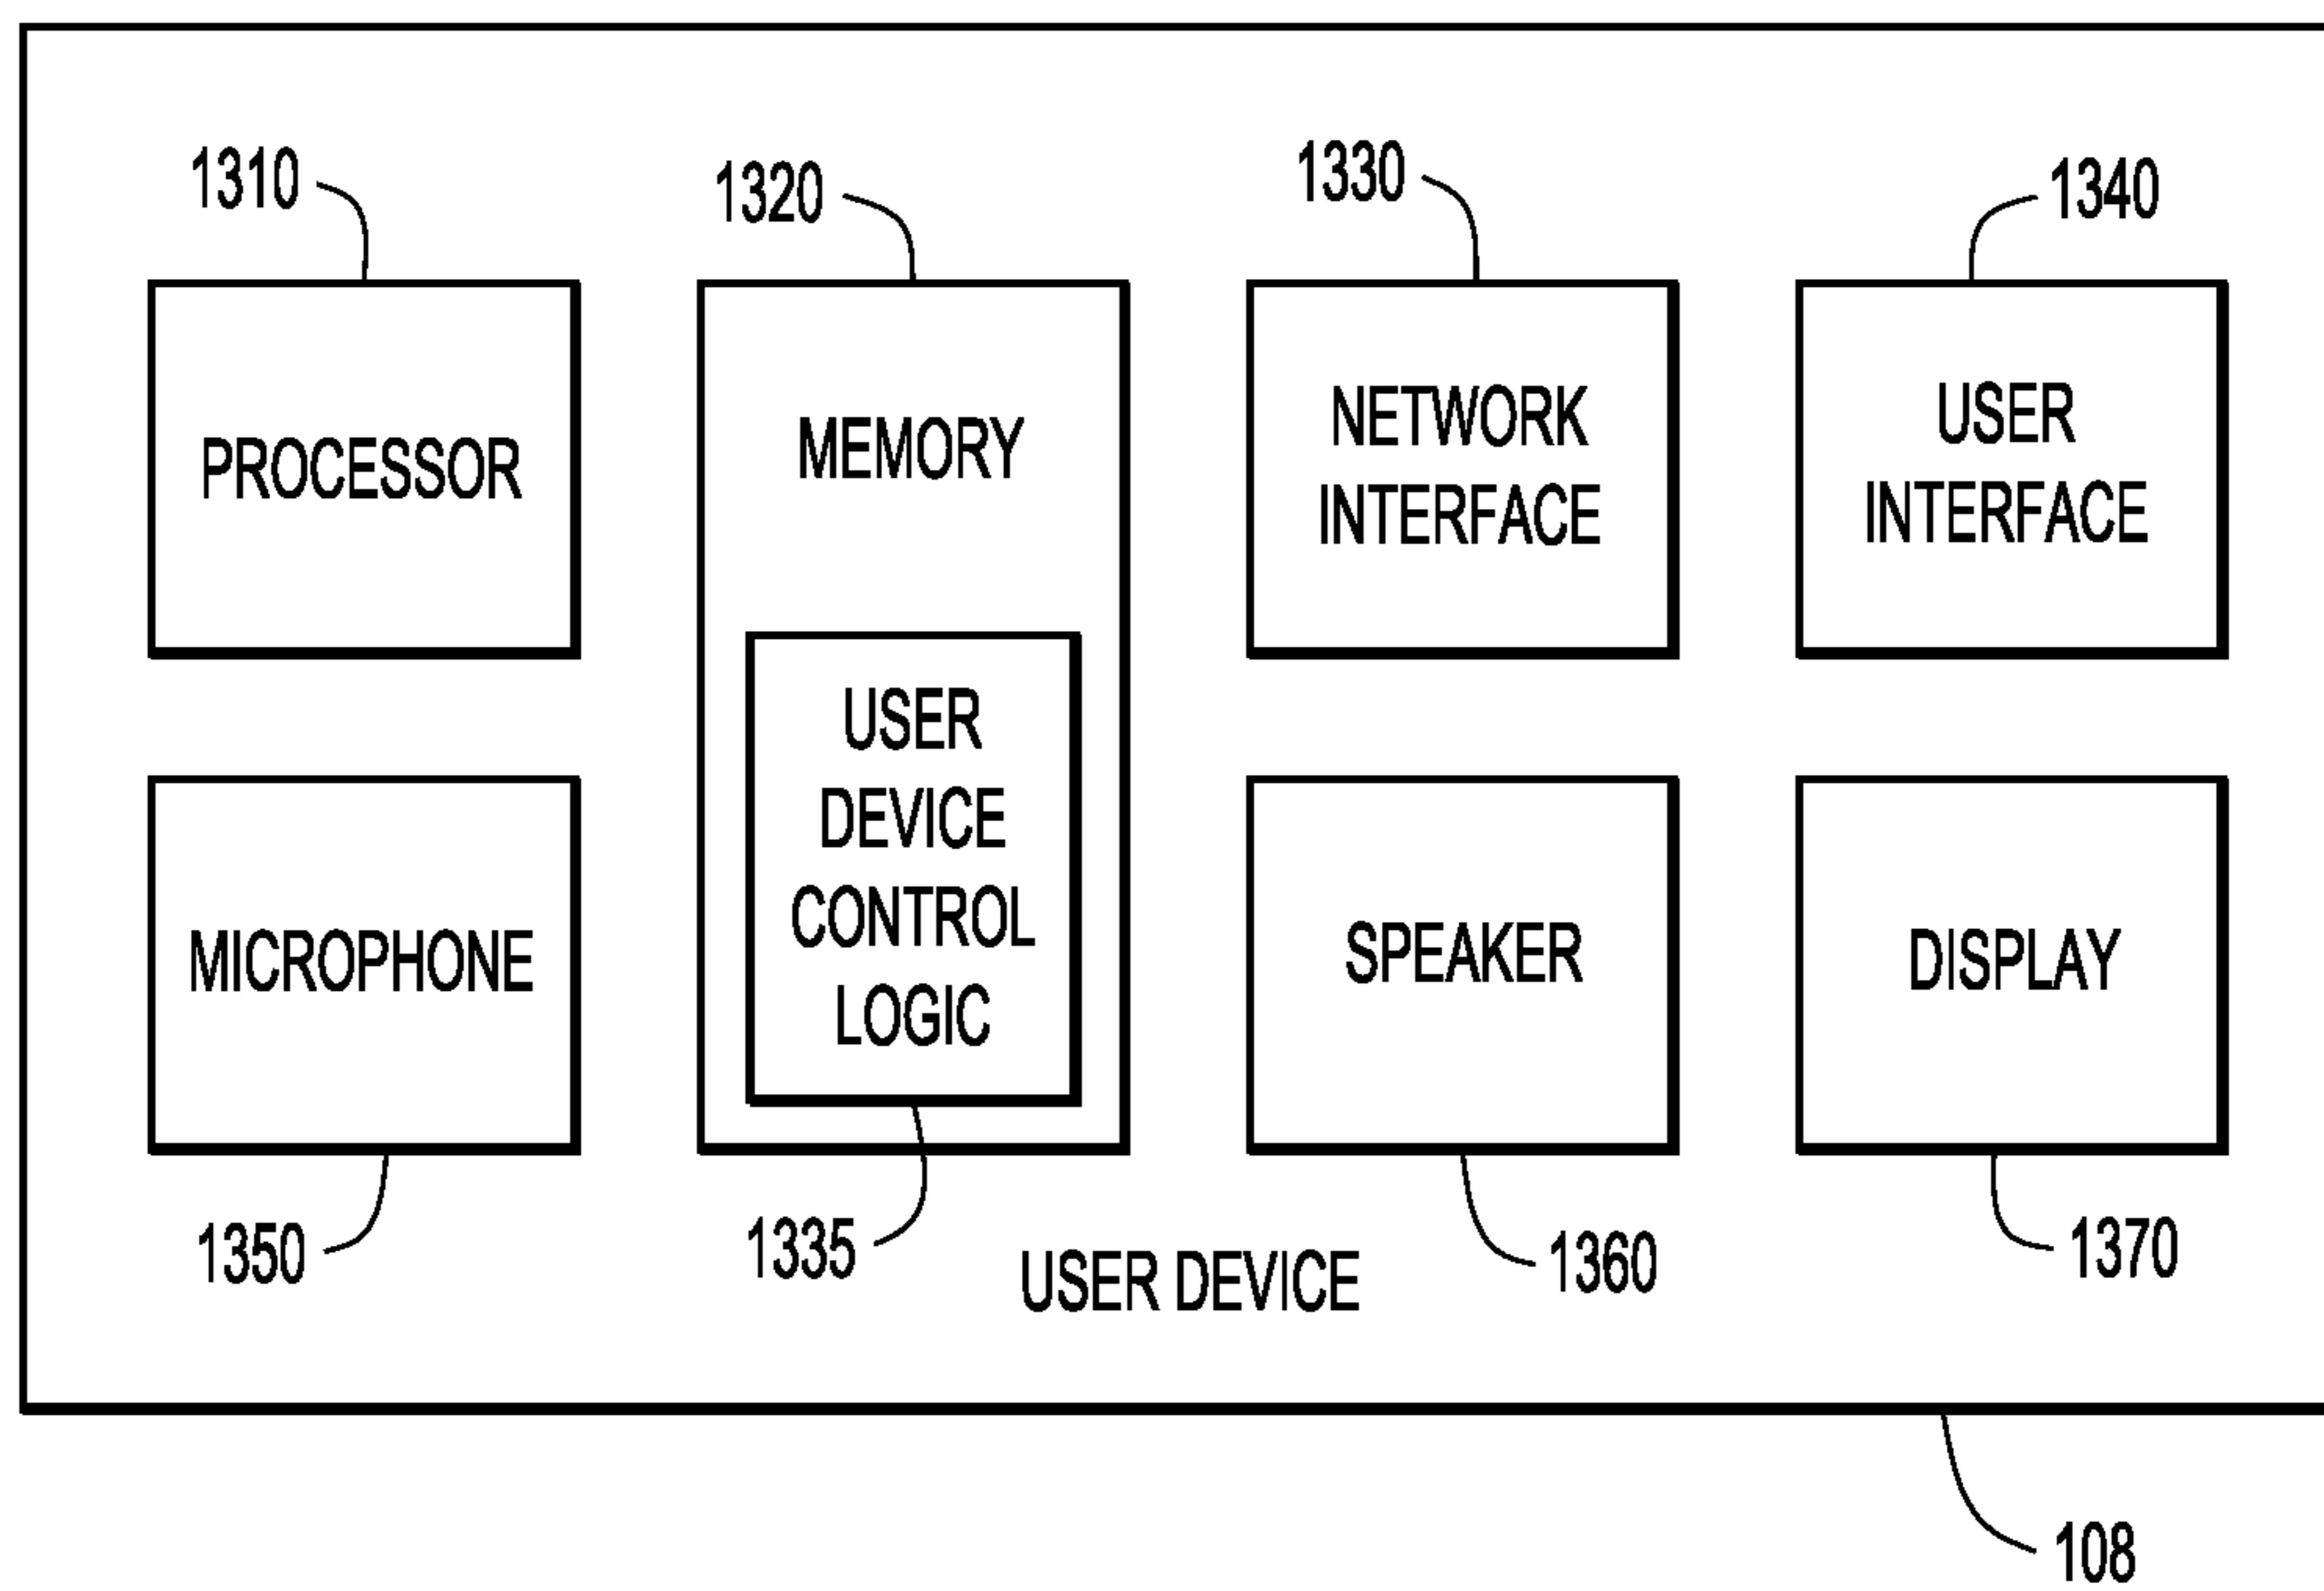 1310
1320
1330
1340
PROCESSOR
MEMORY
NETWORK
INTERFACE
USER
INTERFACE
USER
DEVICE
CONTROL
LOGIC
MICROPHONE
SPEAKER
DISPLAY
1350
1335
USER DEVICE
1360
1370
108